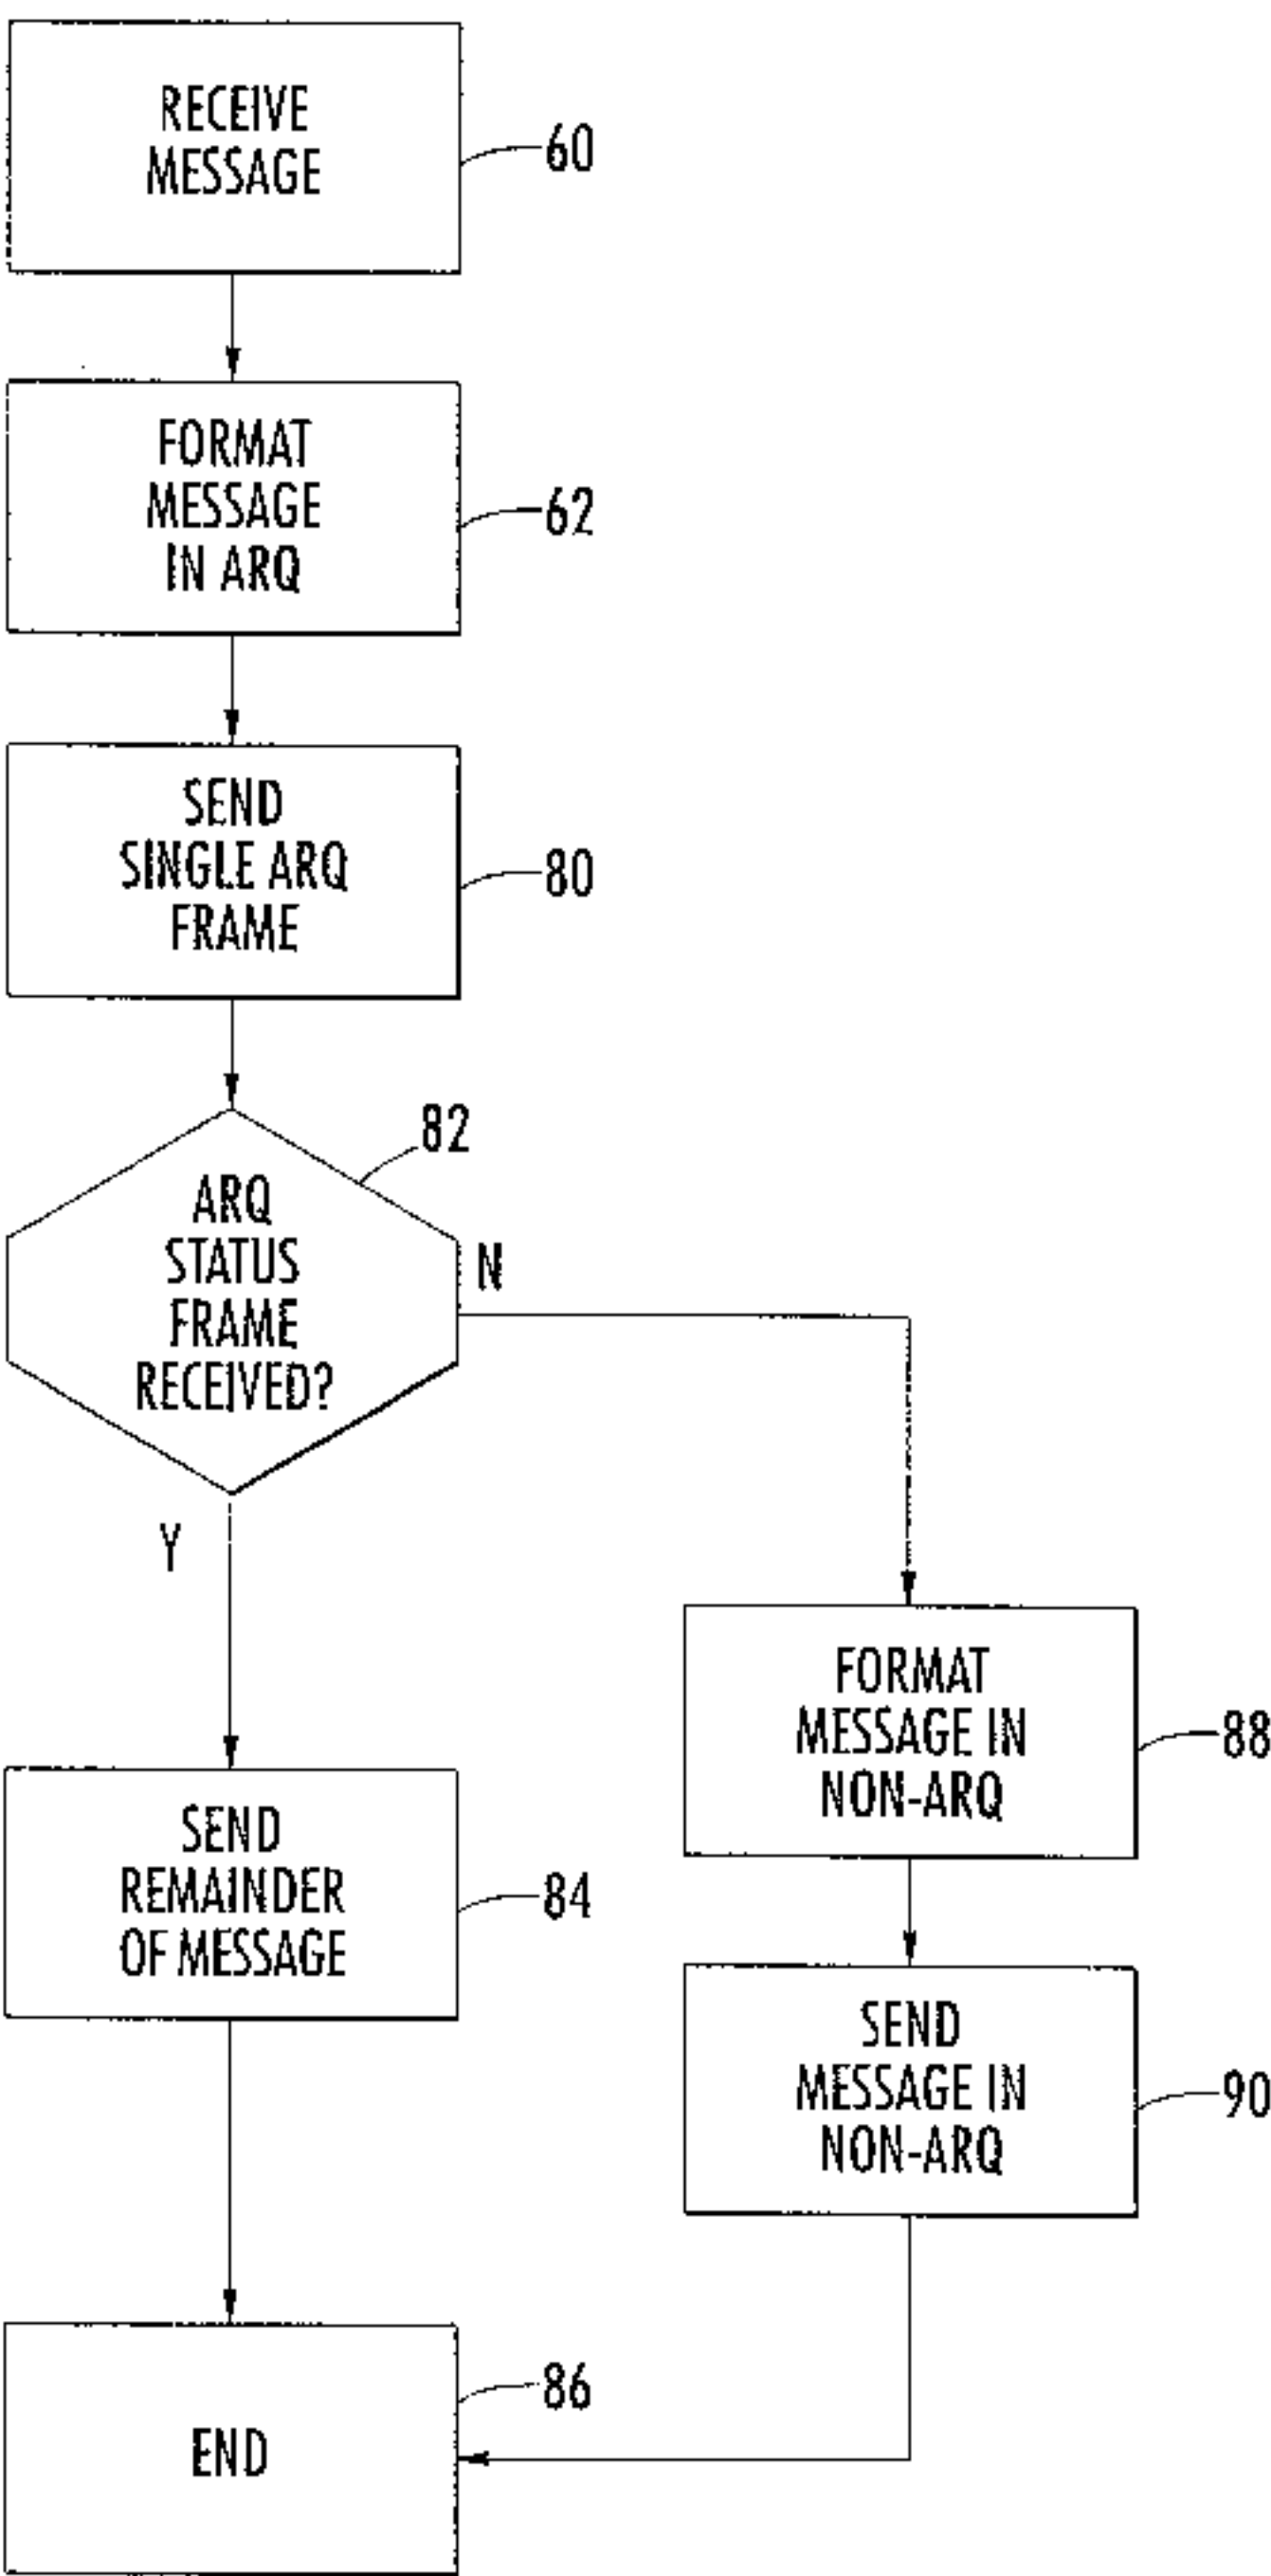 RECEIVE
MESSAGE
60
FORMAT
MESSAGE
IN ARQ
62
SEND
SINGLE ARQ
FRAME
80
82
ARQ
STATUS
FRAME
RECEIVED?
N
Y
FORMAT
MESSAGE IN
NON-ARQ
88
SEND
REMAINDER
OF MESSAGE
84
SEND
MESSAGE IN
NON-ARQ
90
END
86